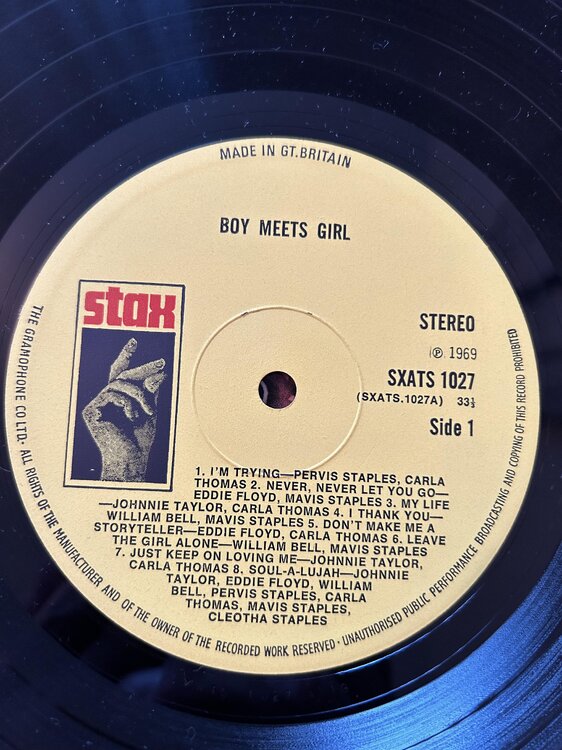 MADE IN GT.BRITAIN
BOY MEETS GIRL
stax
STEREO
℗ 1969
SXATS 1027
(SXATS.1027A) 33⅓
Side 1
1. I'M TRYING—PERVIS STAPLES, CARLA
THOMAS 2. NEVER, NEVER LET YOU GO—
EDDIE FLOYD, MAVIS STAPLES 3. MY LIFE
—JOHNNIE TAYLOR, CARLA THOMAS 4. I THANK YOU—
WILLIAM BELL, MAVIS STAPLES 5. DON'T MAKE ME A
STORYTELLER—EDDIE FLOYD, CARLA THOMAS 6. LEAVE
THE GIRL ALONE—WILLIAM BELL, MAVIS STAPLES
7. JUST KEEP ON LOVING ME—JOHNNIE TAYLOR,
CARLA THOMAS 8. SOUL-A-LUJAH—JOHNNIE
TAYLOR, EDDIE FLOYD, WILLIAM
BELL, PERVIS STAPLES, CARLA
THOMAS, MAVIS STAPLES,
CLEOTHA STAPLES
THE GRAMOPHONE CO LTD. · ALL RIGHTS OF THE MANUFACTURER AND OF THE OWNER OF THE RECORDED WORK RESERVED · UNAUTHORISED PUBLIC PERFORMANCE BROADCASTING AND COPYING OF THIS RECORD PROHIBITED